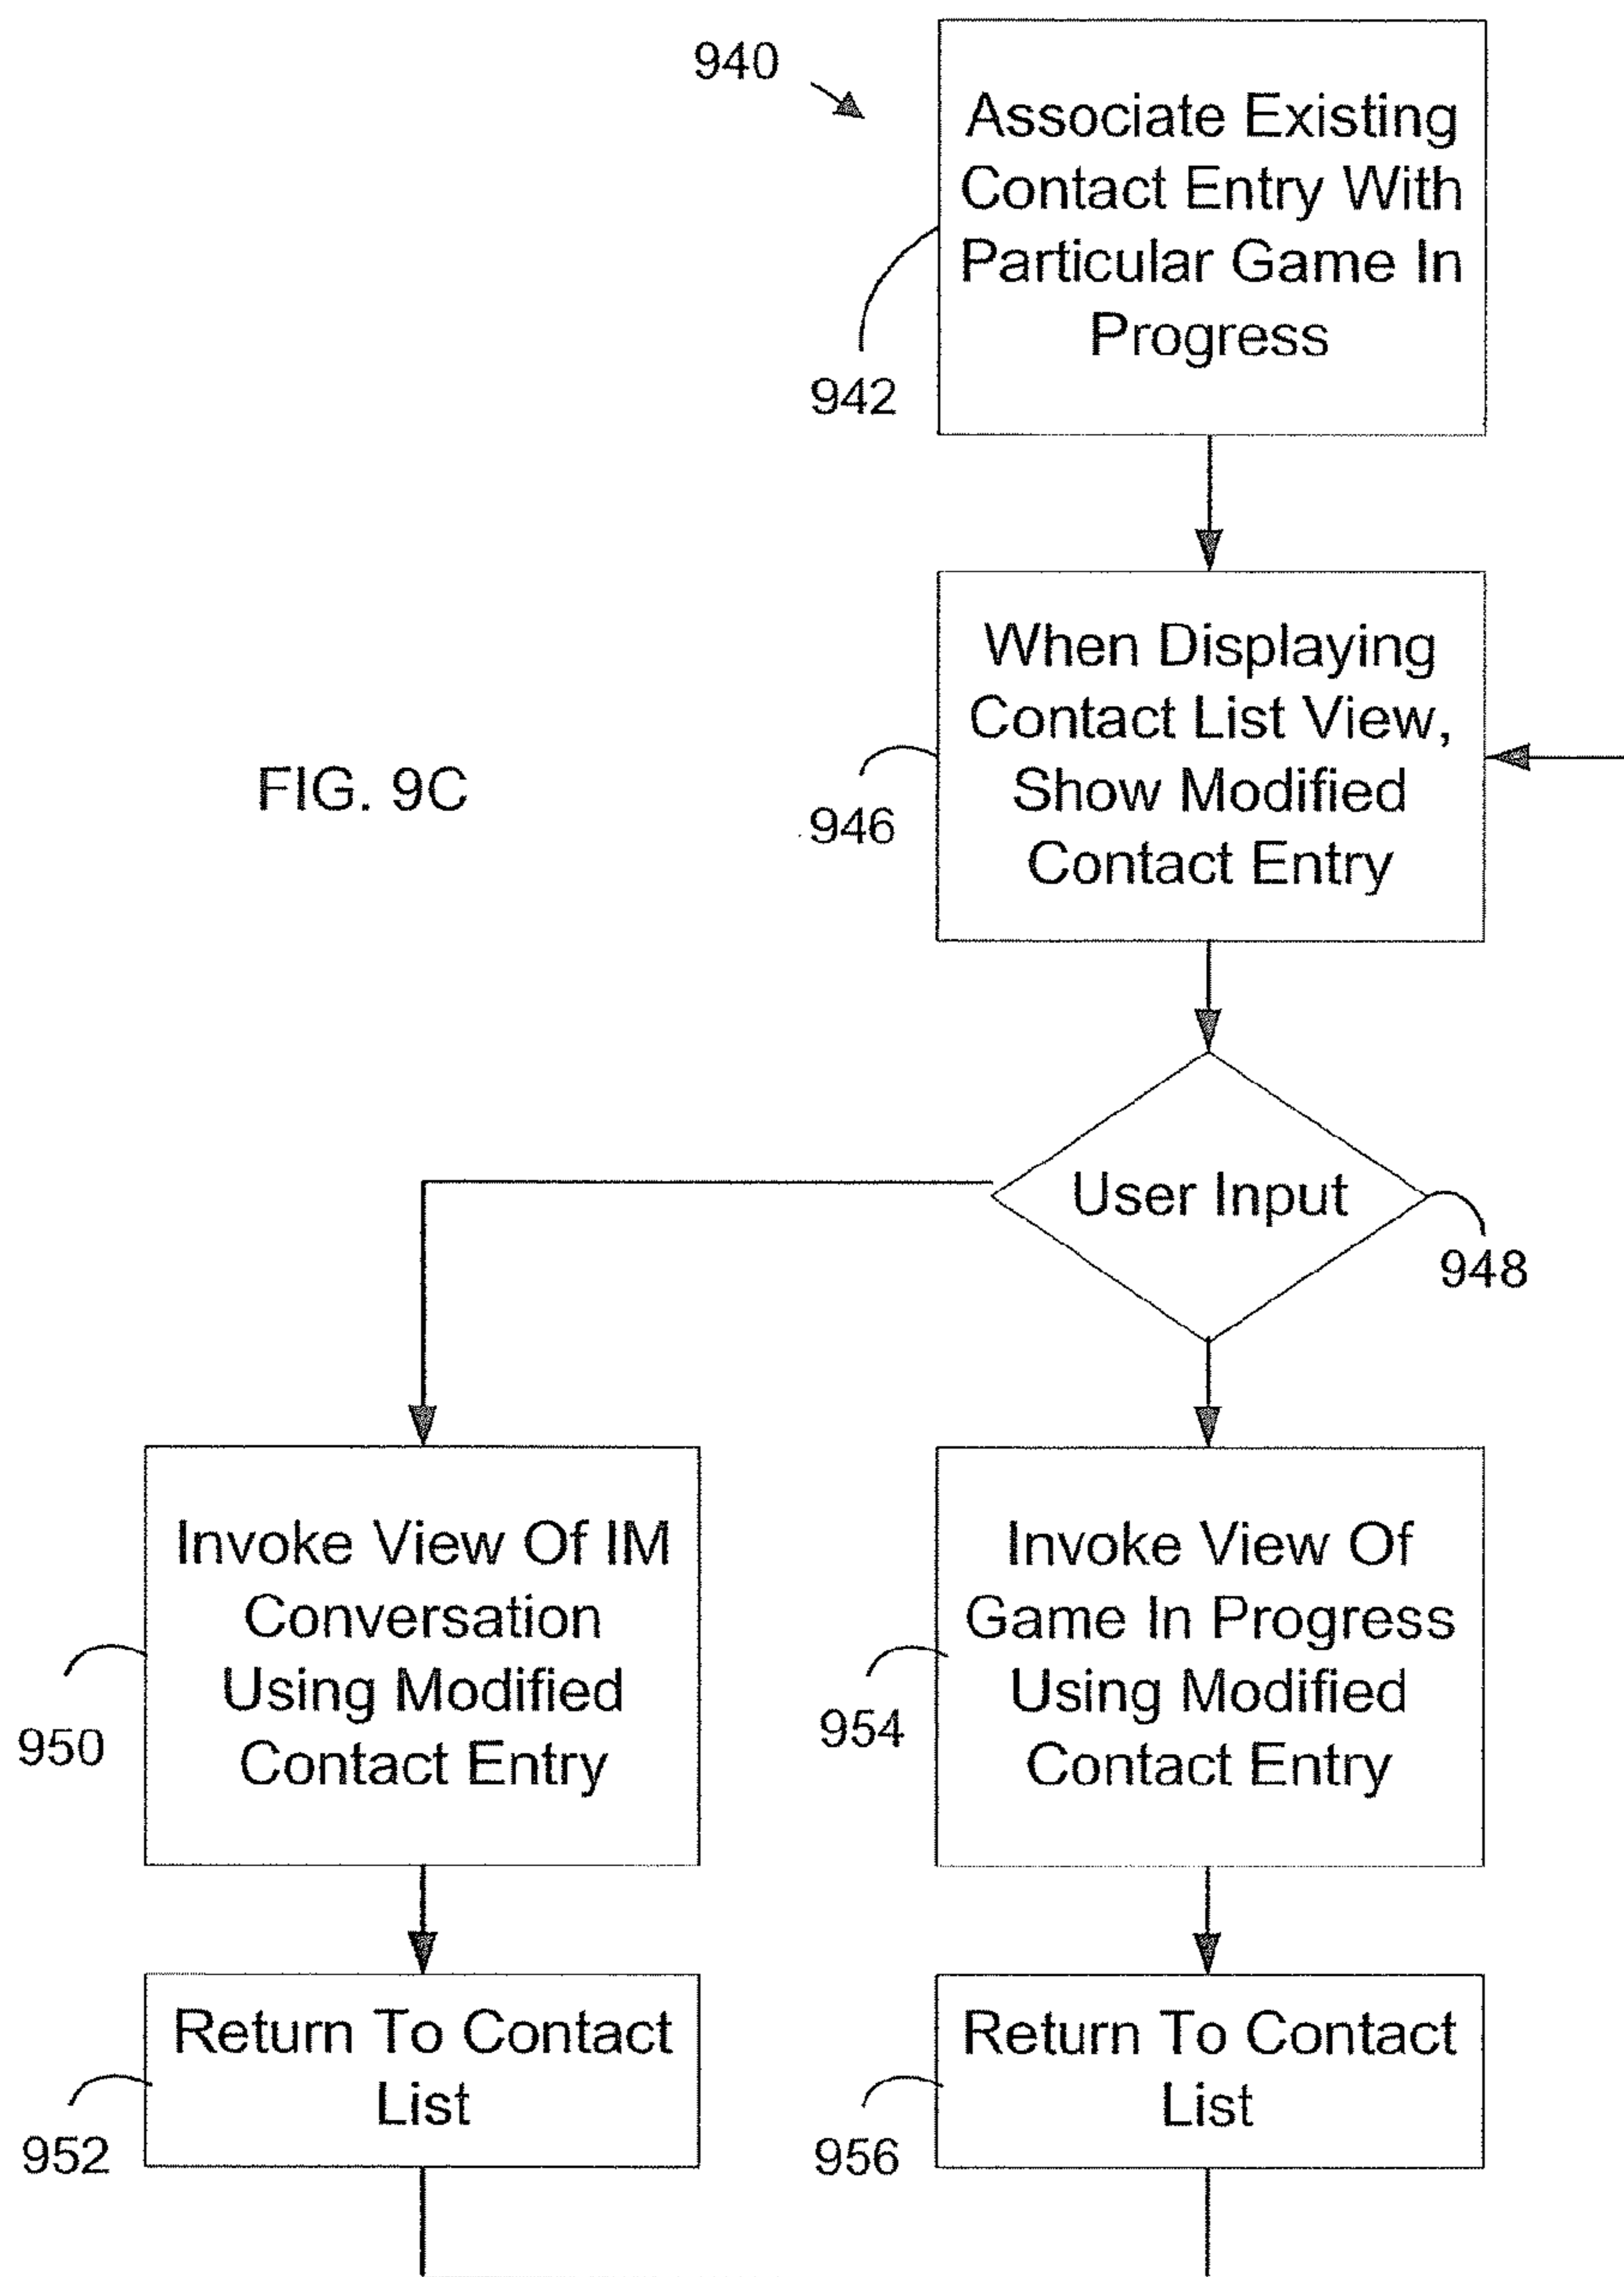 940
Associate Existing
Contact Entry With
Particular Game In
Progress
942
When Displaying
Contact List View,
Show Modified
Contact Entry
946
FIG. 9C
User Input
948
Invoke View Of IM
Conversation
Using Modified
Contact Entry
950
Invoke View Of
Game In Progress
Using Modified
Contact Entry
954
Return To Contact
List
952
Return To Contact
List
956